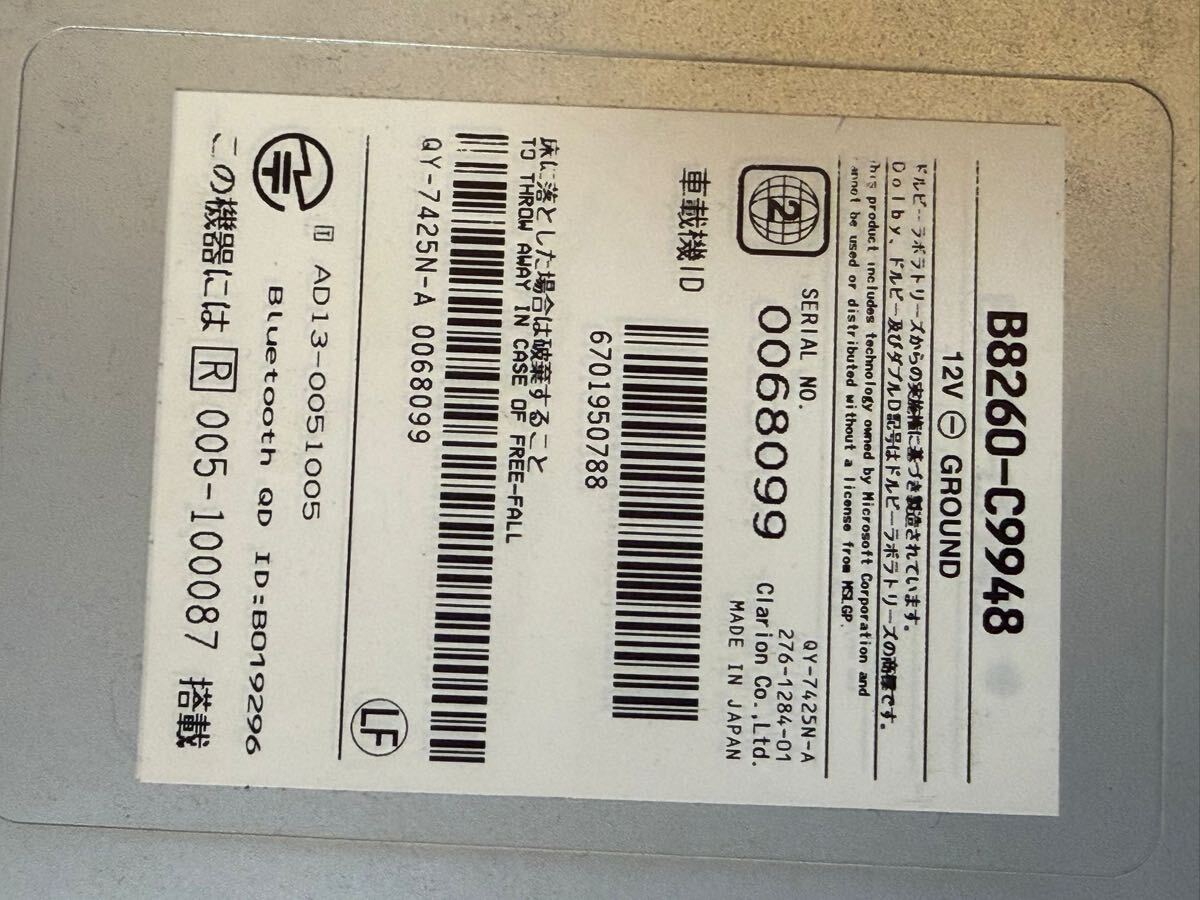 B8260-C9948
12V ⊖ GROUND
ドルビーラボラトリーズからの実施権に基づき製造されています。
Dolby、ドルビー及びダブルD記号はドルビーラボラトリーズの商標です。
This product includes technology owned by Microsoft Corporation and
cannot be used or distributed without a license from MSLGP.
2
SERIAL NO.
0068099
QY-7425N-A
276-1284-01
Clarion Co.,Ltd.
MADE IN JAPAN
車載機ID
6701950788
床に落とした場合は破棄すること
TO THROW AWAY IN CASE OF FREE-FALL
QY-7425N-A 0068099
LF
T AD13-0051005
Bluetooth QD ID:B019296
この機器には R 005-100087 搭載